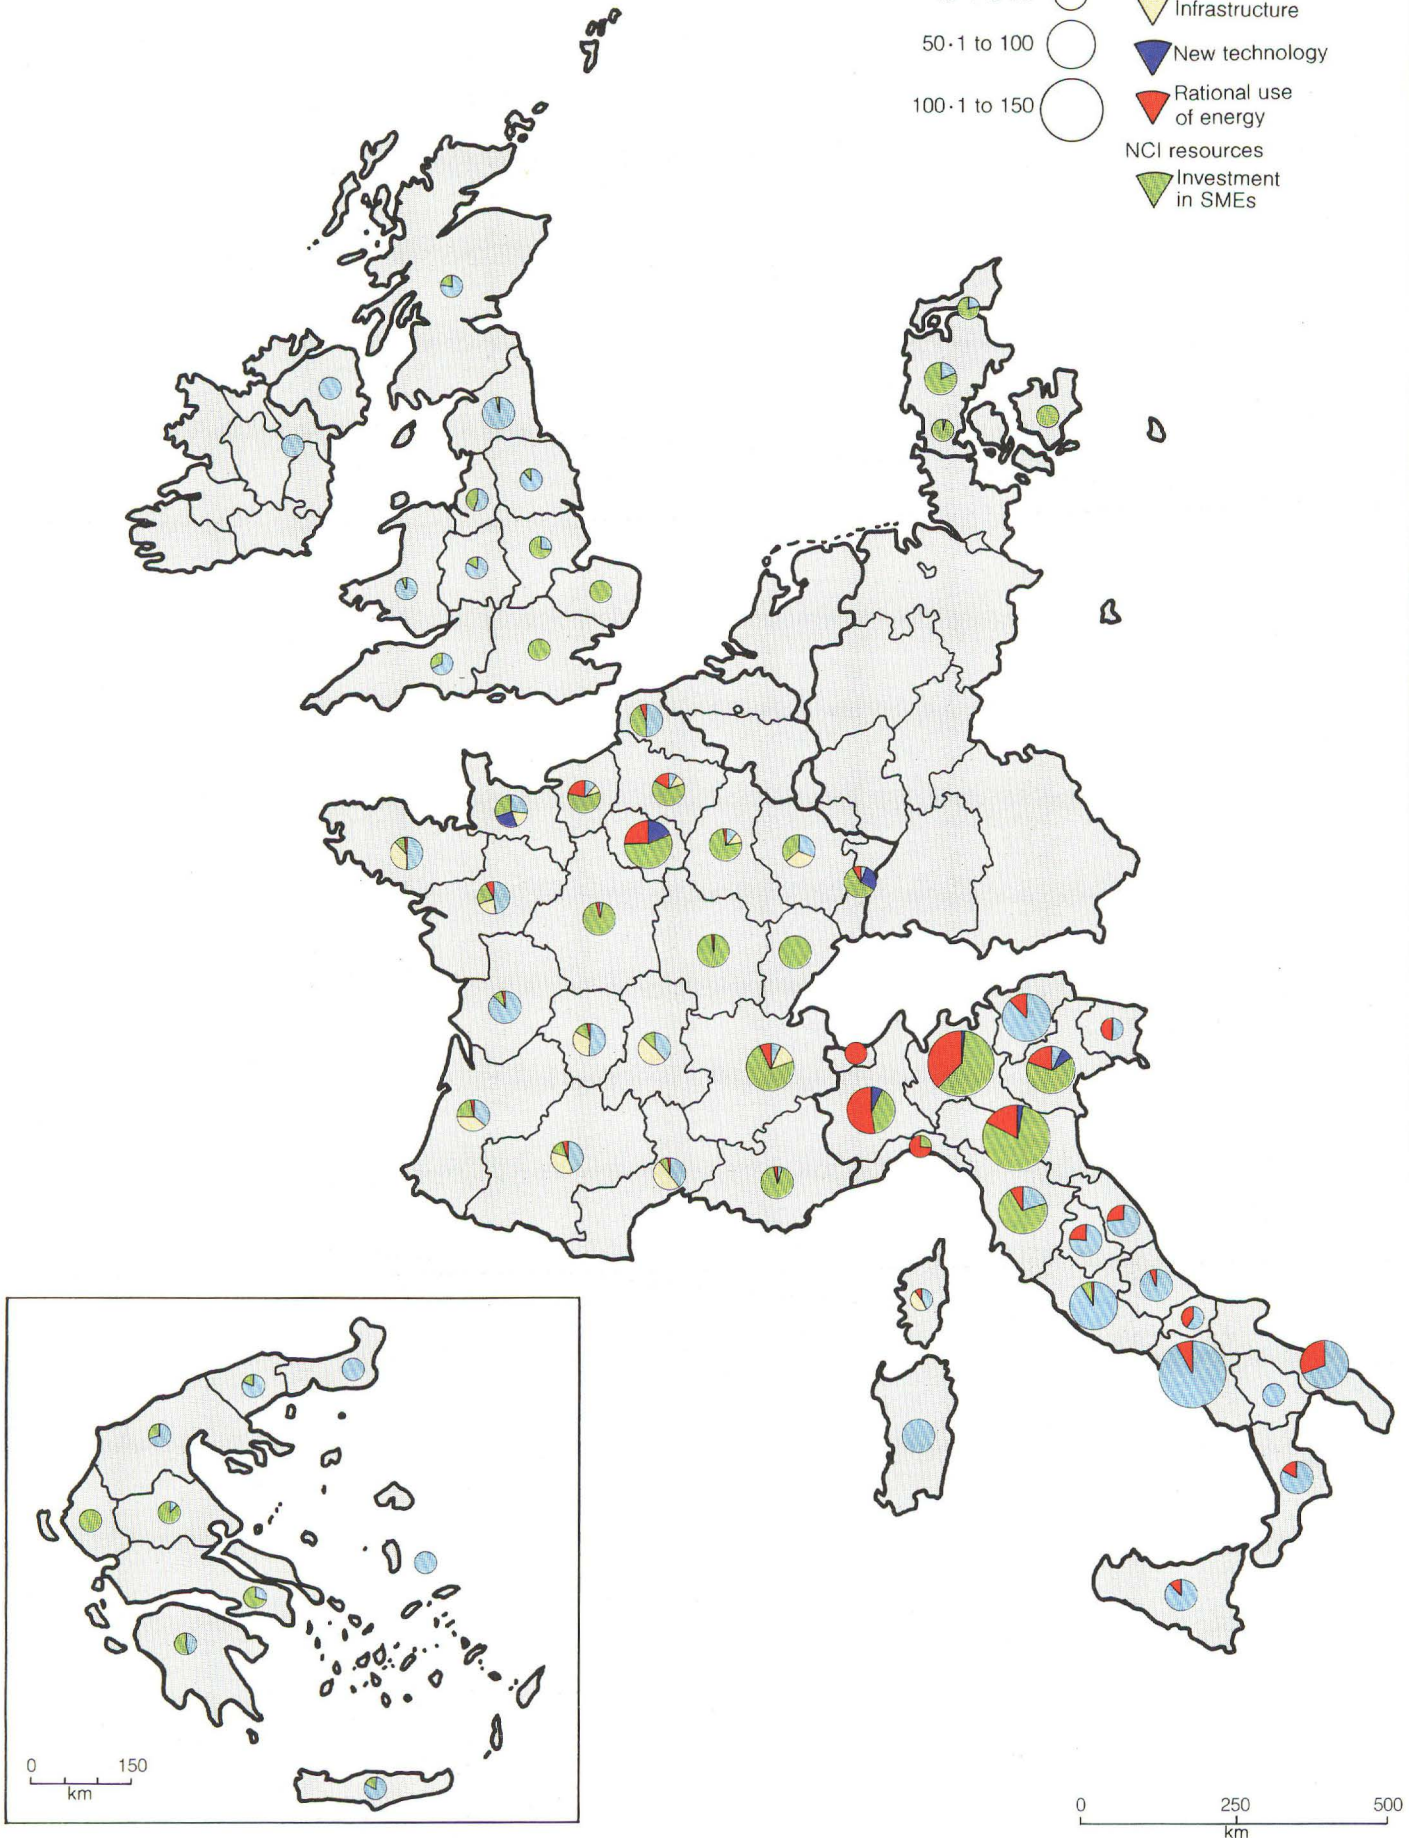 Infrastructure
50·1 to 100
New technology
100·1 to 150
Rational use
of energy
NCI resources
Investment
in SMEs
0 150
km
0 250 500
km